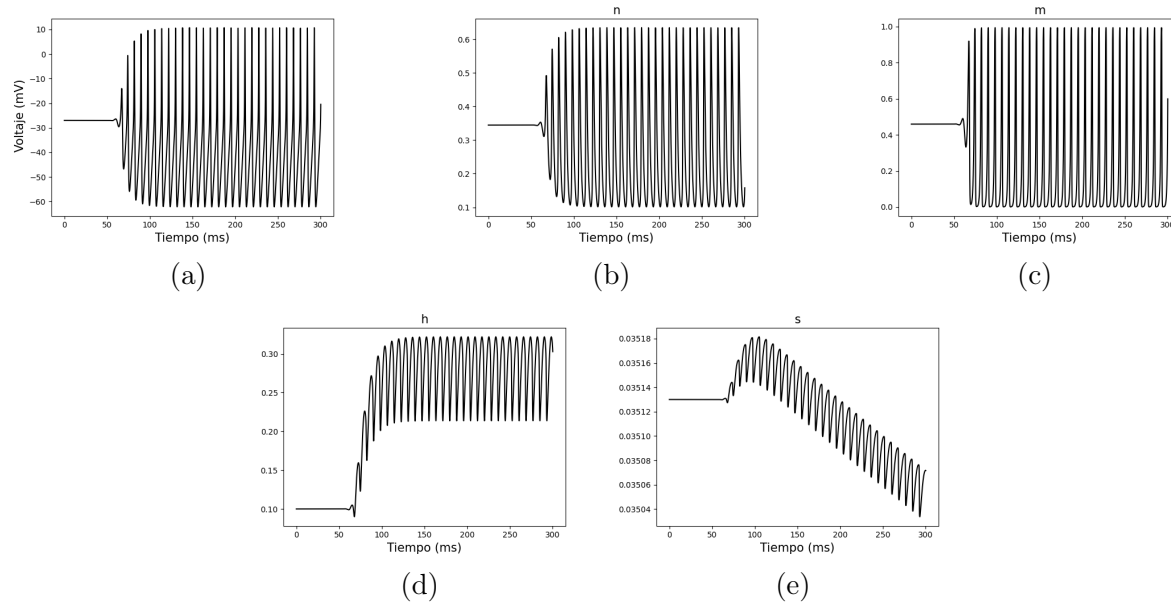 n
m
Voltaje (mV)
10
0
−10
−20
−30
−40
−50
−60
0 50 100 150 200 250 300
Tiempo (ms)
(a)
0.6
0.5
0.4
0.3
0.2
0.1
0 50 100 150 200 250 300
Tiempo (ms)
(b)
1.0
0.8
0.6
0.4
0.2
0.0
0 50 100 150 200 250 300
Tiempo (ms)
(c)
h
0.30
0.25
0.20
0.15
0.10
0 50 100 150 200 250 300
Tiempo (ms)
(d)
s
0.03518
0.03516
0.03514
0.03513
0.03510
0.03509
0.03508
0.03506
0.03504
0 50 100 150 200 250 300
Tiempo (ms)
(e)